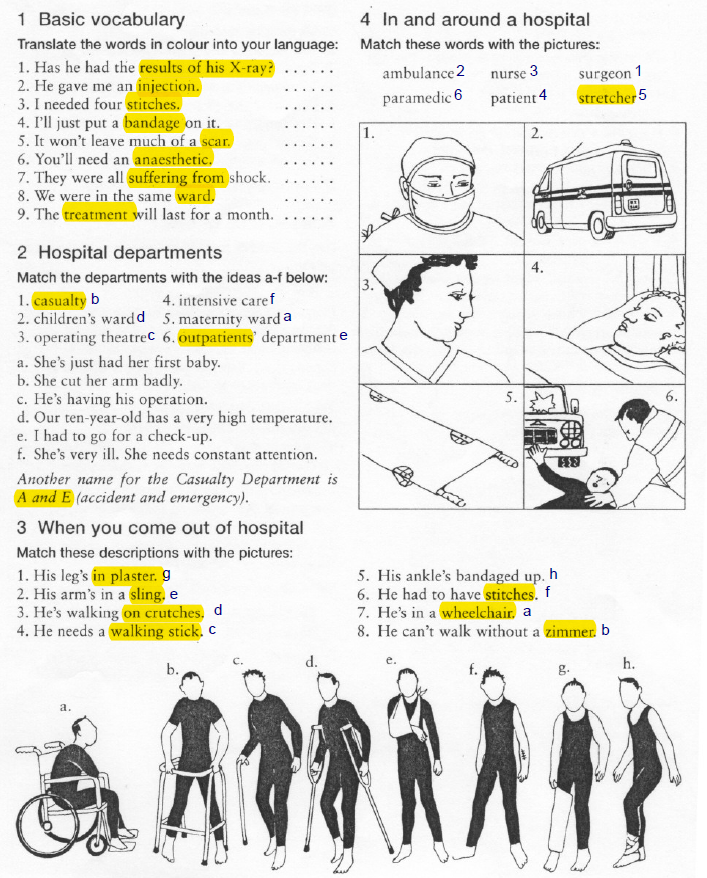 1 Basic vocabulary
Translate the words in colour into your language:
1. Has he had the results of his X-ray? ......
2. He gave me an injection. ......
3. I needed four stitches. ......
4. I'll just put a bandage on it. ......
5. It won't leave much of a scar. ......
6. You'll need an anaesthetic. ......
7. They were all suffering from shock. ......
8. We were in the same ward. ......
9. The treatment will last for a month. ......
2 Hospital departments
Match the departments with the ideas a-f below:
1. casualty b 4. intensive care f
2. children's ward d 5. maternity ward a
3. operating theatre c 6. outpatients' department e
a. She's just had her first baby.
b. She cut her arm badly.
c. He's having his operation.
d. Our ten-year-old has a very high temperature.
e. I had to go for a check-up.
f. She's very ill. She needs constant attention.
Another name for the Casualty Department is
A and E (accident and emergency).
4 In and around a hospital
Match these words with the pictures:
ambulance 2 nurse 3 surgeon 1
paramedic 6 patient 4 stretcher 5
1. 2.
3. 4.
5. 6.
3 When you come out of hospital
Match these descriptions with the pictures:
1. His leg's in plaster. g
2. His arm's in a sling. e
3. He's walking on crutches. d
4. He needs a walking stick. c
5. His ankle's bandaged up. h
6. He had to have stitches. f
7. He's in a wheelchair. a
8. He can't walk without a zimmer. b
a. b. c. d. e. f. g. h.